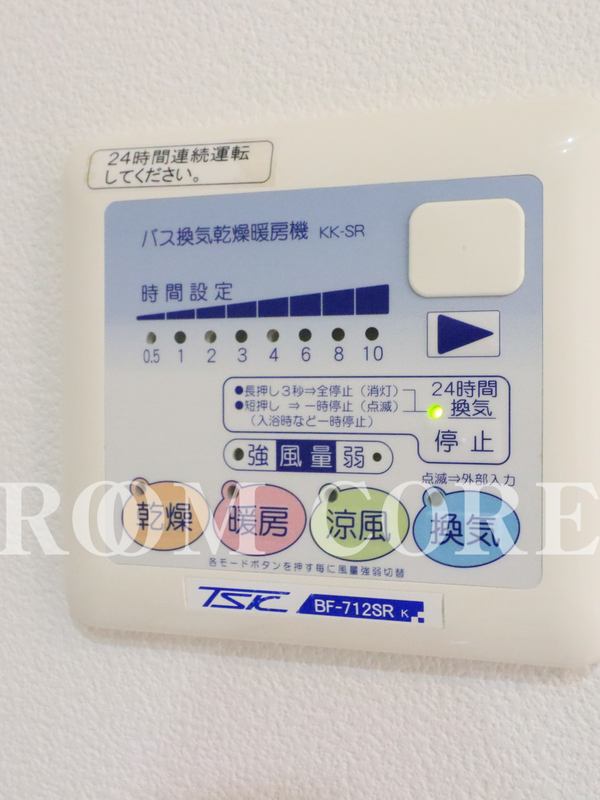 24時間連続運転
してください。
バス換気乾燥暖房機 KK-SR
時間設定
0.5 1 2 3 4 6 8 10
●長押し3秒⇒全停止（消灯）
●短押し ⇒一時停止（点滅）
（入浴時など一時停止）
24時間
換気
停止
強 風量 弱
点滅⇒外部入力
乾燥 暖房 涼風 換気
ROOM CORE
各モードボタンを押す毎に風量強弱切替
TSK BF-712SR K